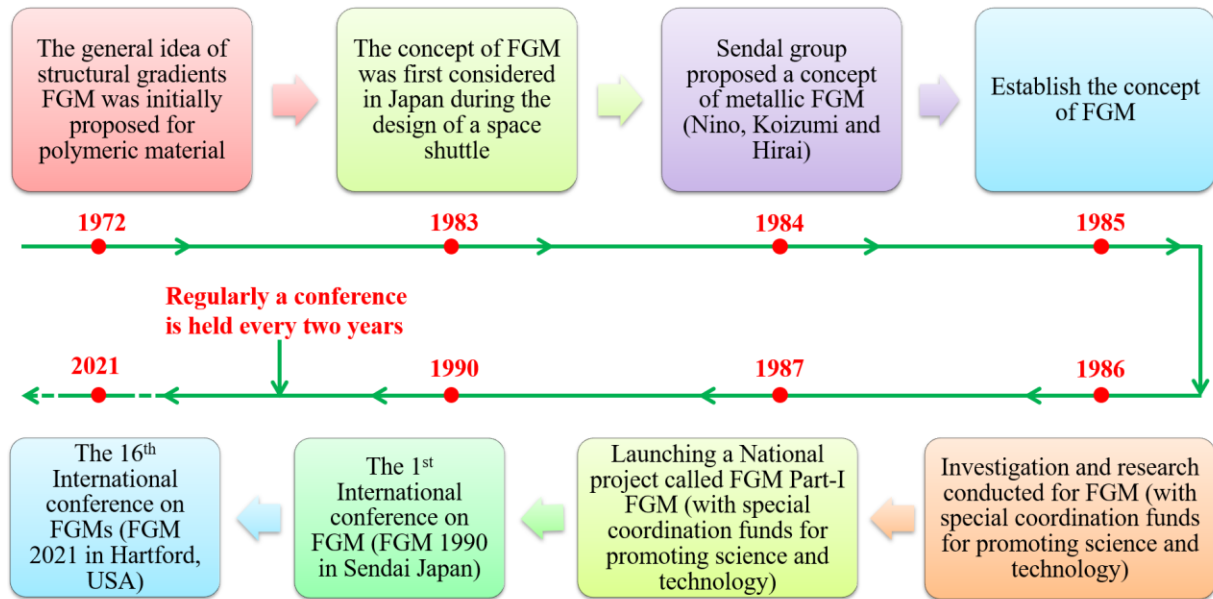 The general idea of
structural gradients
FGM was initially
proposed for
polymeric material
The concept of FGM
was first considered
in Japan during the
design of a space
shuttle
Sendal group
proposed a concept
of metallic FGM
(Nino, Koizumi and
Hirai)
Establish the concept
of FGM
1972
1983
1984
1985
Regularly a conference
is held every two years
2021
1990
1987
1986
The 16th
International
conference on
FGMs (FGM
2021 in Hartford,
USA)
The 1st
International
conference on
FGM (FGM 1990
in Sendai Japan)
Launching a National
project called FGM Part-I
FGM (with special
coordination funds for
promoting science and
technology)
Investigation and research
conducted for FGM (with
special coordination funds
for promoting science and
technology)